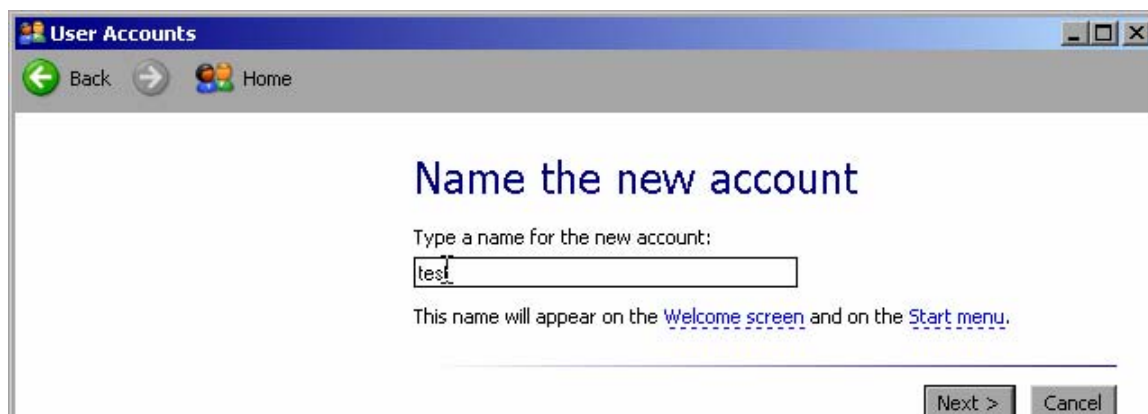 User Accounts
Back Home
Name the new account
Type a name for the new account:
test
This name will appear on the Welcome screen and on the Start menu.
Next > Cancel